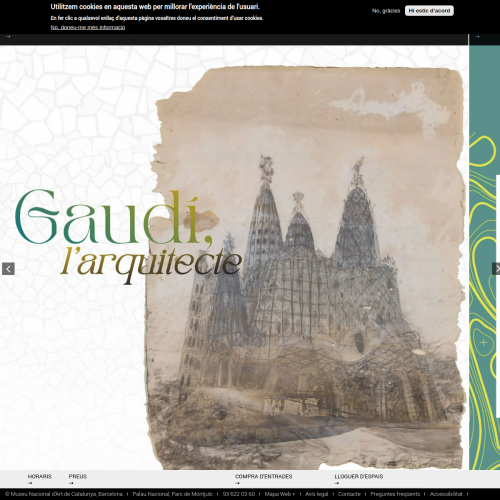 Utilitzem cookies en aquesta web per millorar l'experiència de l'usuari.
En fer clic a qualsevol enllaç d'aquesta pàgina vosaltres doneu el consentiment d'usar cookies.
No, doneu-me més informació
No, gràcies
Hi estic d'acord
Gaudí,
l'arquitecte
HORARIS
PREUS
COMPRA D'ENTRADES
LLOGUER D'ESPAIS
© Museu Nacional d'Art de Catalunya, Barcelona | Palau Nacional, Parc de Montjuïc | 93 622 03 60 | Mapa Web + | Avís legal | Contacte | Preguntes freqüents | Accessibilitat |